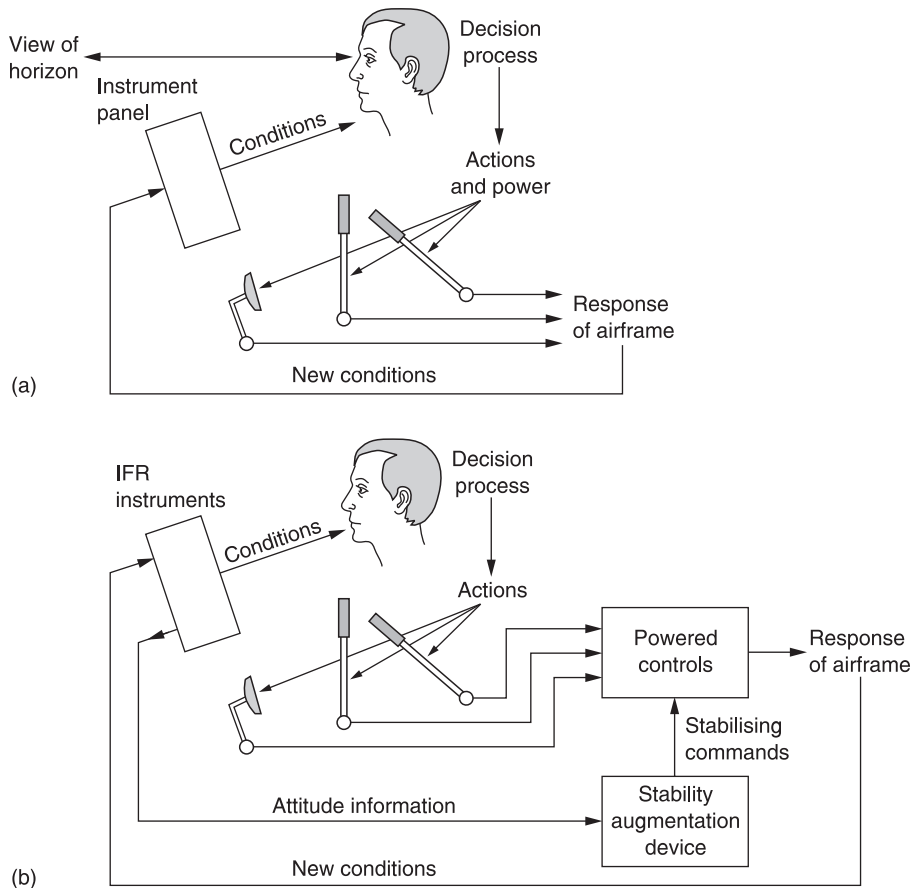 View of
horizon
Instrument
panel
Conditions
Decision
process
Actions
and power
Response
of airframe
New conditions
(a)
IFR
instruments
Conditions
Decision
process
Actions
Powered
controls
Response
of airframe
Stabilising
commands
Attitude information
Stability
augmentation
device
New conditions
(b)